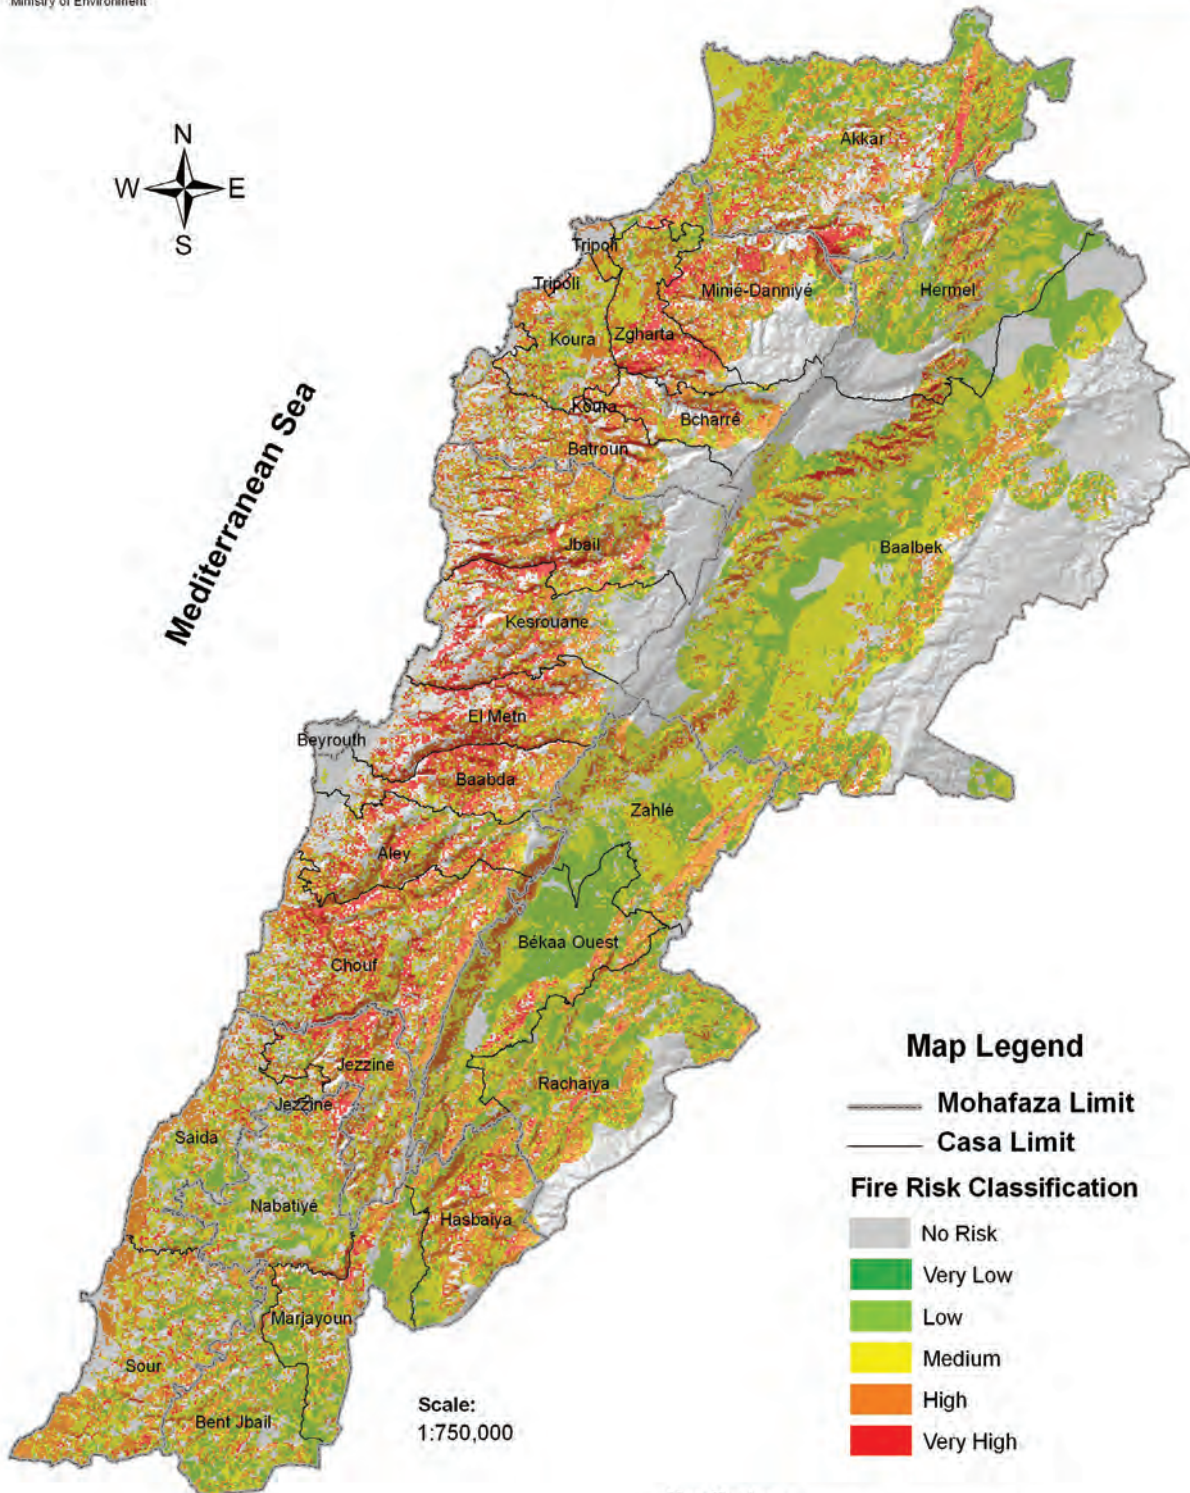 Ministry of Environment
N
W E
S
Akkar
Tripoli
Tripoli
Minié-Danniyé
Hermel
Koura
Zgharta
Koura
Bcharré
Batroun
Mediterranean Sea
Jbail
Baalbek
Kesrouane
El Metn
Beyrouth
Baabda
Zahlé
Aley
Békaa Ouest
Chouf
Jezzine
Rachaiya
Jezzine
Saida
Nabatiyé
Hasbaiya
Marjayoun
Sour
Bent Jbail
Scale:
1:750,000
Map Legend
Mohafaza Limit
Casa Limit
Fire Risk Classification
No Risk
Very Low
Low
Medium
High
Very High